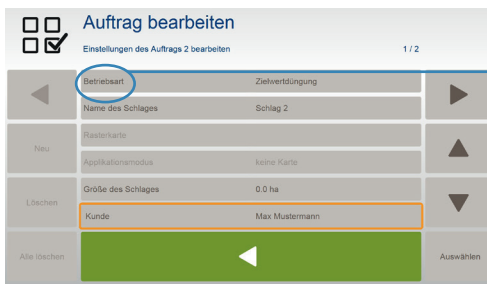 Auftrag bearbeiten
Einstellungen des Auftrags 2 bearbeiten 1 / 2
Betriebsart Zielwertdüngung
Name des Schlages Schlag 2
Neu
Rasterkarte
Applikationsmodus keine Karte
Löschen
Größe des Schlages 0.0 ha
Kunde Max Mustermann
Alle löschen Auswählen